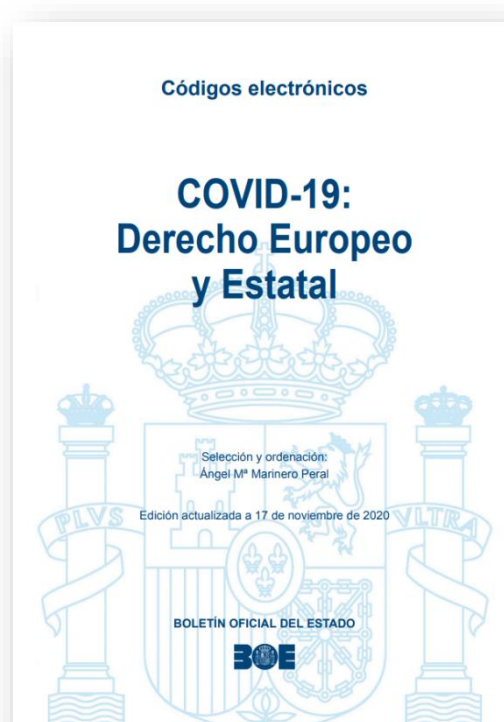 Códigos electrónicos
COVID-19:
Derecho Europeo
y Estatal
Selección y ordenación:
Ángel Mª Marinero Peral
Edición actualizada a 17 de noviembre de 2020
PLVS
VLTRA
BOLETÍN OFICIAL DEL ESTADO
BOE